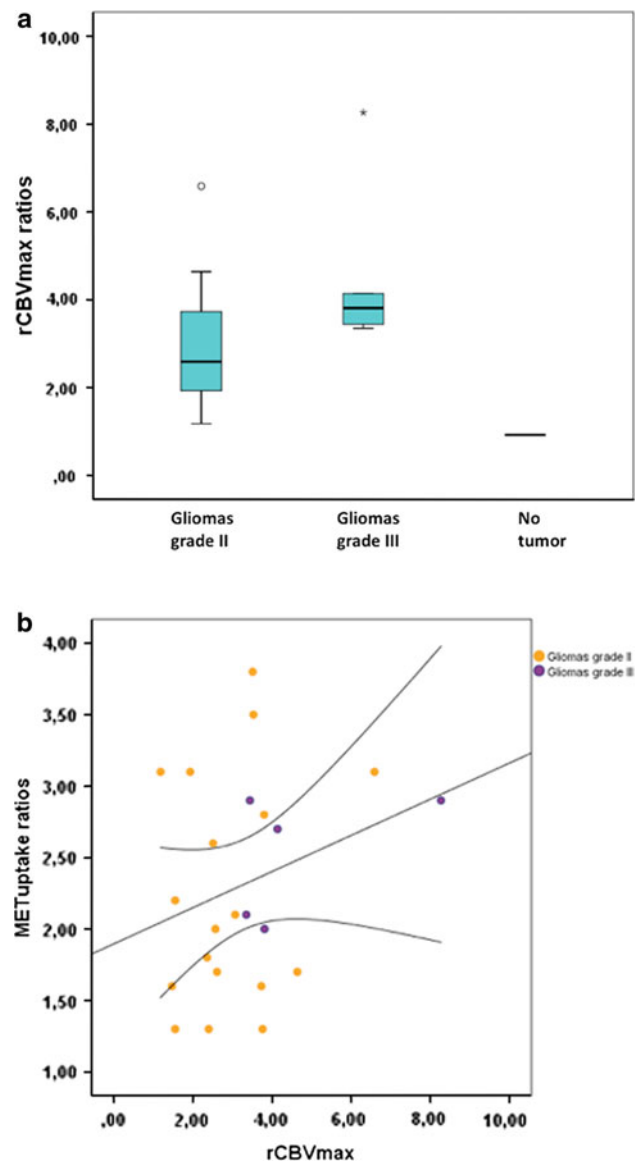 a
10,00
8,00
6,00
4,00
2,00
,00
rCBVmax ratios
Gliomas grade II
Gliomas grade III
No tumor
b
4,00
3,50
3,00
2,50
2,00
1,50
1,00
METuptake ratios
Gliomas grade II
Gliomas grade III
,00 2,00 4,00 6,00 8,00 10,00
rCBVmax